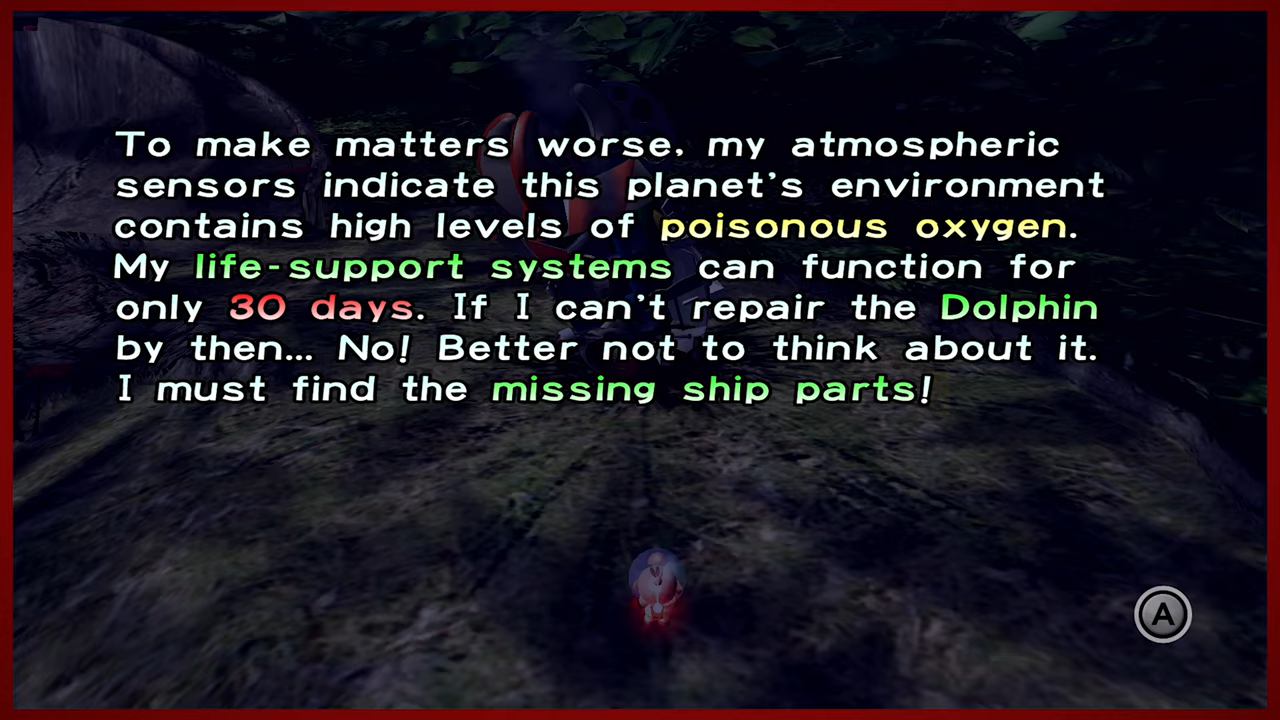 To make matters worse, my atmospheric
sensors indicate this planet's environment
contains high levels of poisonous oxygen.
My life-support systems can function for
only 30 days. If I can't repair the Dolphin
by then... No! Better not to think about it.
I must find the missing ship parts!
A